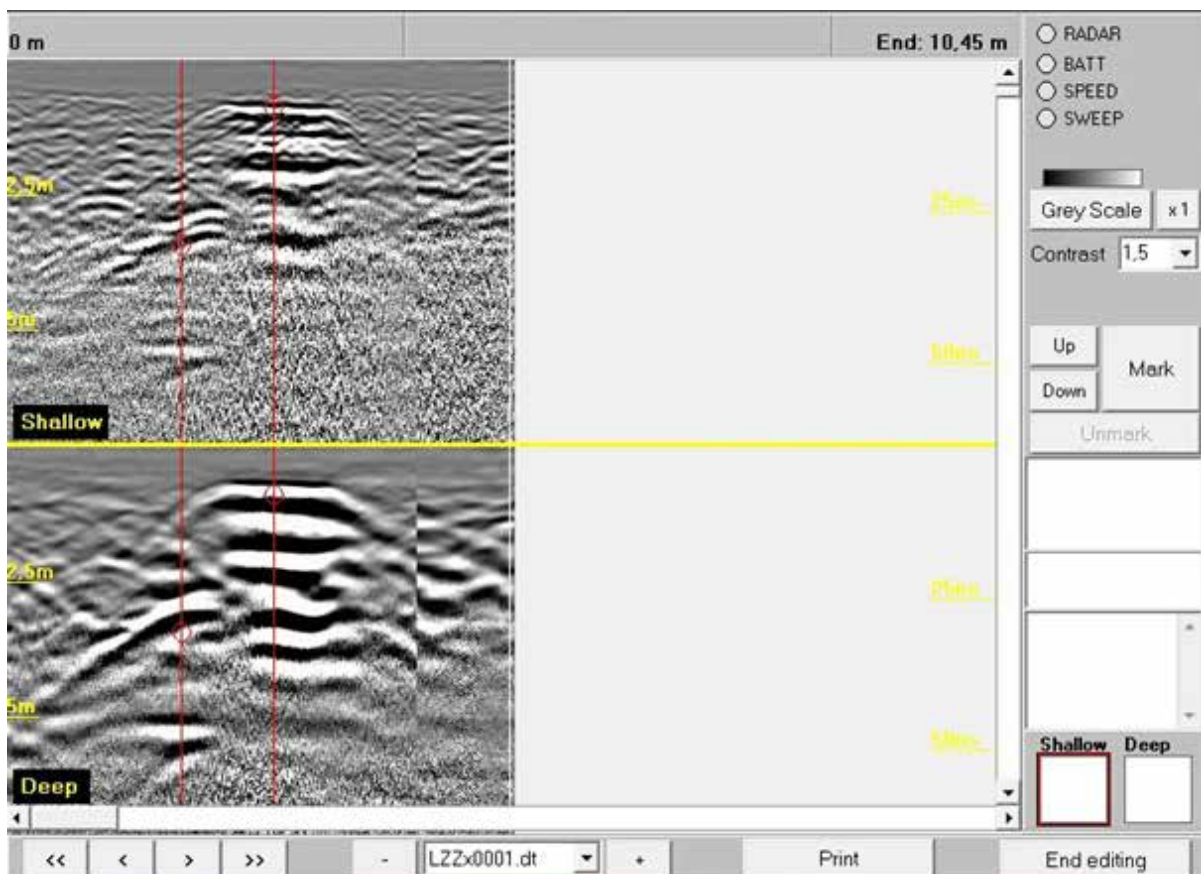 0 m
End: 10,45 m
RADAR
BATT
SPEED
SWEEP
Grey Scale
x 1
Contrast 1,5
Up
Down
Mark
Unmark
2,5m
5m
Shallow
2,5m
5m
Deep
Shallow Deep
<< < > >> - LZZx0001.dt + Print End editing